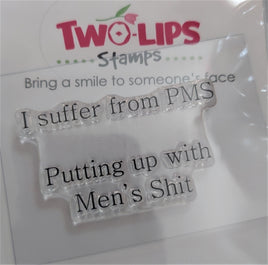 TWO-LIPS
Stamps
Bring a smile to someone's face
I suffer from PMS
Putting up with
Men's Shit